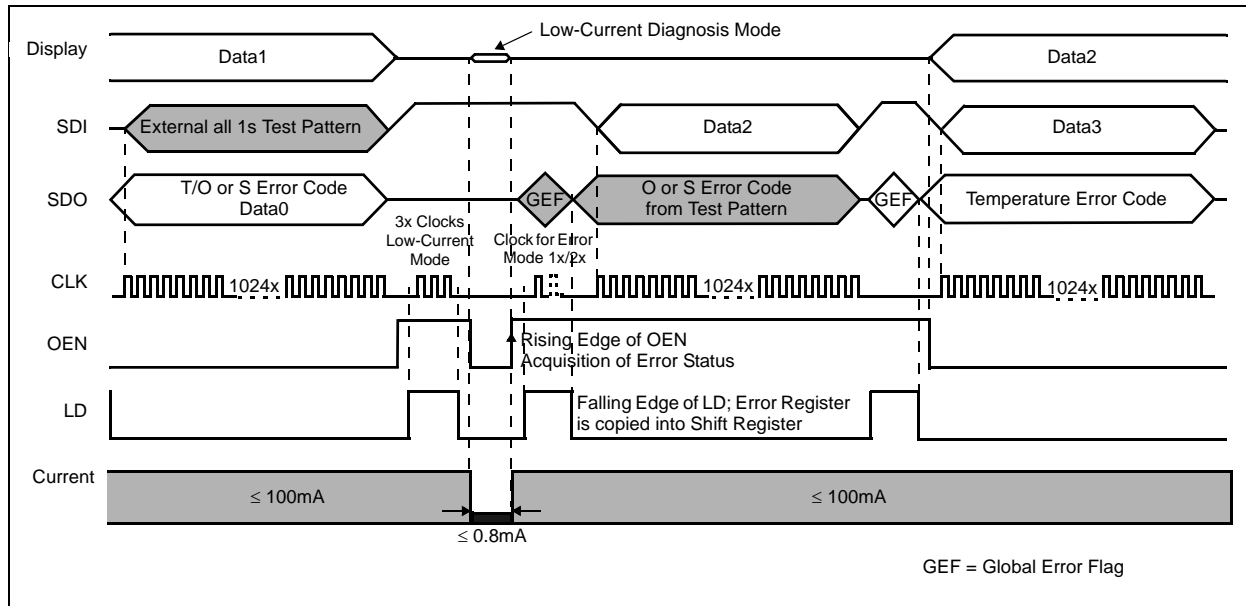 Low-Current Diagnosis Mode
Display
Data1
Data2
SDI
External all 1s Test Pattern
Data2
Data3
SDO
T/O or S Error Code
Data0
GEF
O or S Error Code
from Test Pattern
GEF
Temperature Error Code
3x Clocks
Low-Current
Mode
Clock for Error
Mode 1x/2x
CLK
1024x
1024x
1024x
OEN
Rising Edge of OEN
Acquisition of Error Status
LD
Falling Edge of LD; Error Register
is copied into Shift Register
Current
≤ 100mA
≤ 100mA
≤ 0.8mA
GEF = Global Error Flag